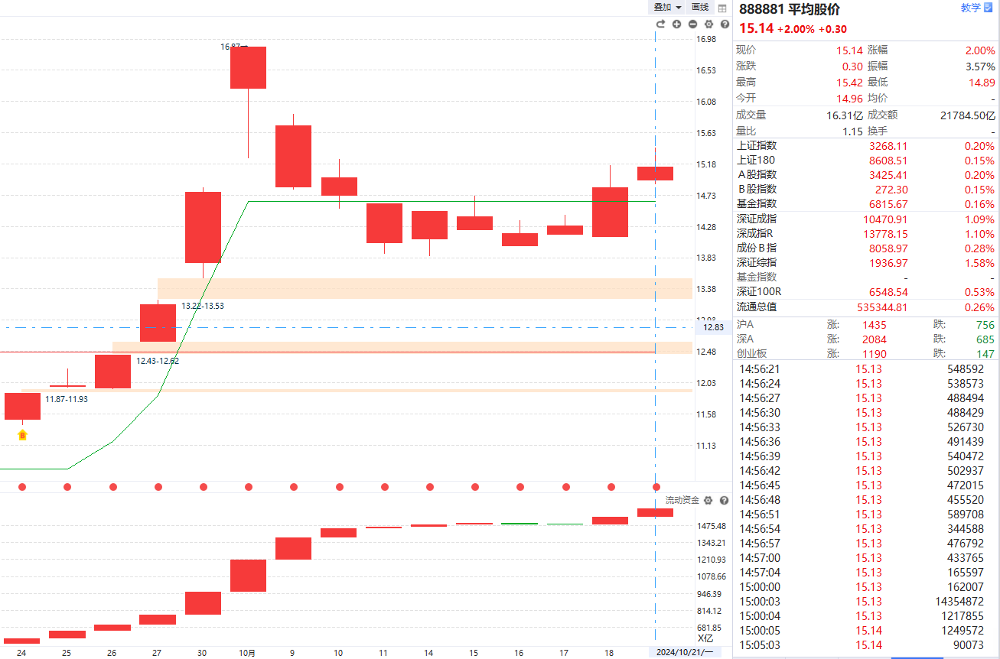 叠加 画线
888881 平均股价 教学
15.14 +2.00% +0.30
现价 15.14 涨幅 2.00%
涨跌 0.30 振幅 3.57%
最高 15.42 最低 14.89
今开 14.96 均价 -
成交量 16.31亿 成交额 21784.50亿
量比 1.15 换手 -
上证指数 3268.11 0.20%
上证180 8608.51 0.15%
A股指数 3425.41 0.20%
B股指数 272.30 0.15%
基金指数 6815.67 0.16%
深证成指 10470.91 1.09%
深成指R 13778.15 1.10%
成份B指 8058.97 0.28%
深证综指 1936.97 1.58%
基金指数 - -
深证100R 6548.54 0.53%
流通总值 535344.81 0.26%
沪A 涨: 1435 跌: 756
深A 涨: 2084 跌: 685
创业板 涨: 1190 跌: 147
14:56:21 15.13 548592
14:56:24 15.13 538573
14:56:27 15.13 488494
14:56:30 15.13 488429
14:56:33 15.13 526730
14:56:36 15.13 491439
14:56:39 15.13 540472
14:56:42 15.13 502937
14:56:45 15.13 472015
14:56:48 15.13 455520
14:56:51 15.13 589708
14:56:54 15.13 344588
14:56:57 15.13 476792
14:57:00 15.13 433765
14:57:04 15.13 165597
15:00:00 15.13 162007
15:00:03 15.13 14354872
15:00:04 15.13 1217855
15:00:05 15.14 1249572
15:05:03 15.14 90073
16.87
16.98
16.53
16.08
15.63
15.18
14.73
14.28
13.83
13.38
12.93
12.83
12.48
12.03
11.58
11.13
13.22-13.53
12.43-12.62
11.87-11.93
B
流动资金
1475.48
1343.21
1210.93
1078.66
946.39
814.12
681.85
X亿
24 25 26 27 30 10月 9 10 11 14 15 16 17 18 2024/10/21/一